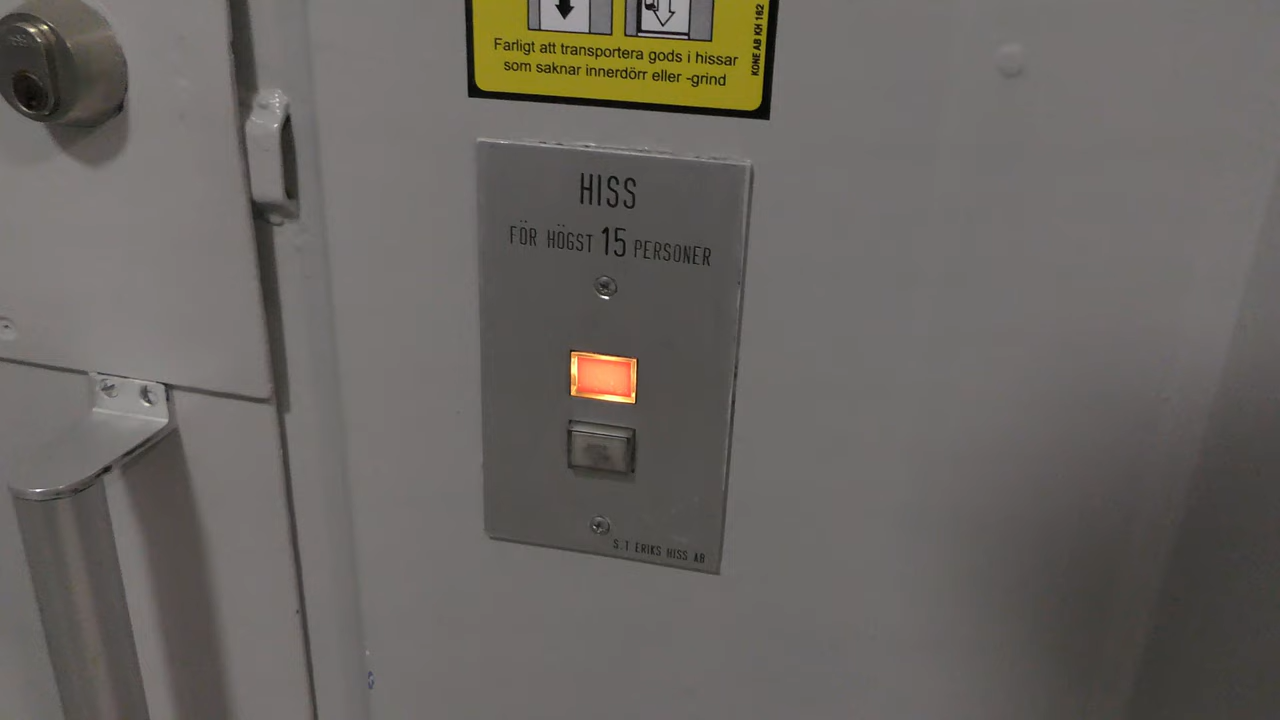 Farligt att transportera gods i hissar
som saknar innerdörr eller -grind
KONE AB KH 162
HISS
FÖR HÖGST 15 PERSONER
S.T ERIKS HISS AB